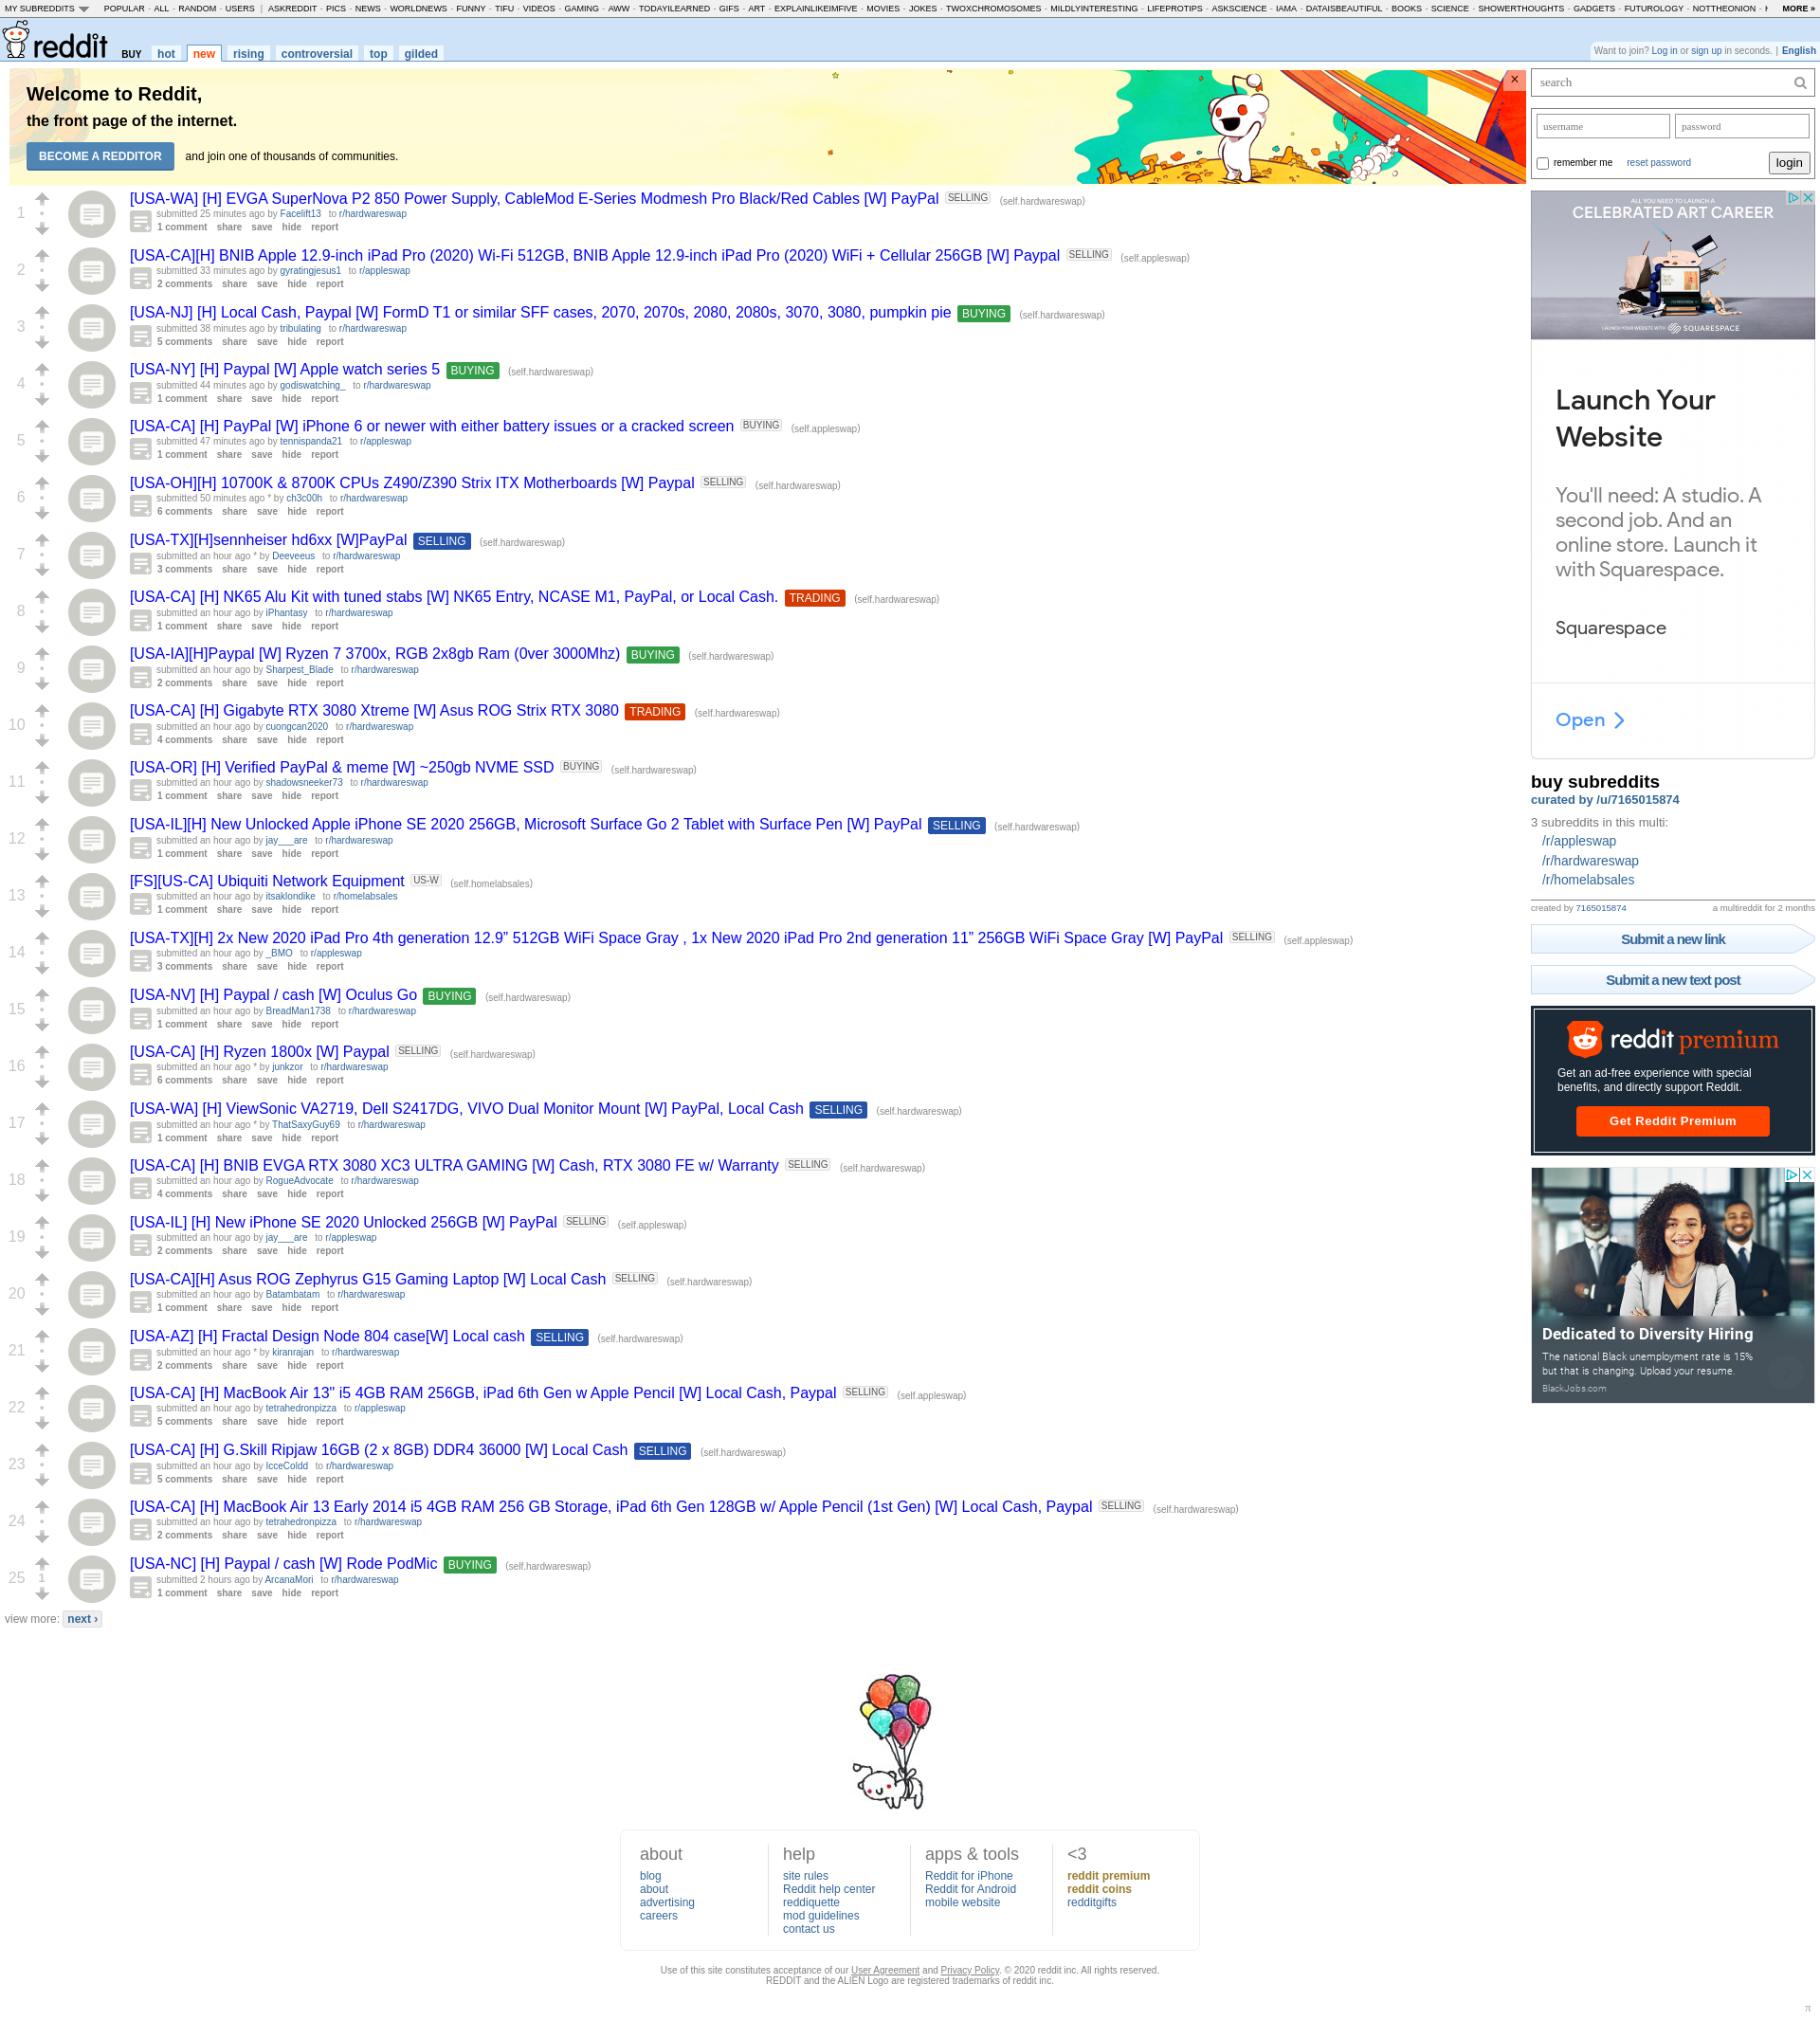 MY SUBREDDITS POPULAR - ALL - RANDOM - USERS | ASKREDDIT - PICS - NEWS - WORLDNEWS - FUNNY - TIFU - VIDEOS - GAMING - AWW - TODAYILEARNED - GIFS - ART - EXPLAINLIKEIMFIVE - MOVIES - JOKES - TWOXCHROMOSOMES - MILDLYINTERESTING - LIFEPROTIPS - ASKSCIENCE - IAMA - DATAISBEAUTIFUL - BOOKS - SCIENCE - SHOWERTHOUGHTS - GADGETS - FUTUROLOGY - NOTTHEONION - MORE »
reddit BUY hot new rising controversial top gilded
Want to join? Log in or sign up in seconds. | English
Welcome to Reddit,
the front page of the internet.
BECOME A REDDITOR and join one of thousands of communities.
×
1
[USA-WA] [H] EVGA SuperNova P2 850 Power Supply, CableMod E-Series Modmesh Pro Black/Red Cables [W] PayPal SELLING (self.hardwareswap)
submitted 25 minutes ago by Facelift13 to r/hardwareswap
1 comment share save hide report
2
[USA-CA][H] BNIB Apple 12.9-inch iPad Pro (2020) Wi-Fi 512GB, BNIB Apple 12.9-inch iPad Pro (2020) WiFi + Cellular 256GB [W] Paypal SELLING (self.appleswap)
submitted 33 minutes ago by gyratingjesus1 to r/appleswap
2 comments share save hide report
3
[USA-NJ] [H] Local Cash, Paypal [W] FormD T1 or similar SFF cases, 2070, 2070s, 2080, 2080s, 3070, 3080, pumpkin pie BUYING (self.hardwareswap)
submitted 38 minutes ago by tribulating to r/hardwareswap
5 comments share save hide report
4
[USA-NY] [H] Paypal [W] Apple watch series 5 BUYING (self.hardwareswap)
submitted 44 minutes ago by godiswatching_ to r/hardwareswap
1 comment share save hide report
5
[USA-CA] [H] PayPal [W] iPhone 6 or newer with either battery issues or a cracked screen BUYING (self.appleswap)
submitted 47 minutes ago by tennispanda21 to r/appleswap
1 comment share save hide report
6
[USA-OH][H] 10700K & 8700K CPUs Z490/Z390 Strix ITX Motherboards [W] Paypal SELLING (self.hardwareswap)
submitted 50 minutes ago * by ch3c00h to r/hardwareswap
6 comments share save hide report
7
[USA-TX][H]sennheiser hd6xx [W]PayPal SELLING (self.hardwareswap)
submitted an hour ago * by Deeveeus to r/hardwareswap
3 comments share save hide report
8
[USA-CA] [H] NK65 Alu Kit with tuned stabs [W] NK65 Entry, NCASE M1, PayPal, or Local Cash. TRADING (self.hardwareswap)
submitted an hour ago by iPhantasy to r/hardwareswap
1 comment share save hide report
9
[USA-IA][H]Paypal [W] Ryzen 7 3700x, RGB 2x8gb Ram (0ver 3000Mhz) BUYING (self.hardwareswap)
submitted an hour ago by Sharpest_Blade to r/hardwareswap
2 comments share save hide report
10
[USA-CA] [H] Gigabyte RTX 3080 Xtreme [W] Asus ROG Strix RTX 3080 TRADING (self.hardwareswap)
submitted an hour ago by cuongcan2020 to r/hardwareswap
4 comments share save hide report
11
[USA-OR] [H] Verified PayPal & meme [W] ~250gb NVME SSD BUYING (self.hardwareswap)
submitted an hour ago by shadowsneeker73 to r/hardwareswap
1 comment share save hide report
12
[USA-IL][H] New Unlocked Apple iPhone SE 2020 256GB, Microsoft Surface Go 2 Tablet with Surface Pen [W] PayPal SELLING (self.hardwareswap)
submitted an hour ago by jay___are to r/hardwareswap
1 comment share save hide report
13
[FS][US-CA] Ubiquiti Network Equipment US-W (self.homelabsales)
submitted an hour ago by itsaklondike to r/homelabsales
1 comment share save hide report
14
[USA-TX][H] 2x New 2020 iPad Pro 4th generation 12.9” 512GB WiFi Space Gray , 1x New 2020 iPad Pro 2nd generation 11” 256GB WiFi Space Gray [W] PayPal SELLING (self.appleswap)
submitted an hour ago by _BMO to r/appleswap
3 comments share save hide report
15
[USA-NV] [H] Paypal / cash [W] Oculus Go BUYING (self.hardwareswap)
submitted an hour ago by BreadMan1738 to r/hardwareswap
1 comment share save hide report
16
[USA-CA] [H] Ryzen 1800x [W] Paypal SELLING (self.hardwareswap)
submitted an hour ago * by junkzor to r/hardwareswap
6 comments share save hide report
17
[USA-WA] [H] ViewSonic VA2719, Dell S2417DG, VIVO Dual Monitor Mount [W] PayPal, Local Cash SELLING (self.hardwareswap)
submitted an hour ago * by ThatSaxyGuy69 to r/hardwareswap
1 comment share save hide report
18
[USA-CA] [H] BNIB EVGA RTX 3080 XC3 ULTRA GAMING [W] Cash, RTX 3080 FE w/ Warranty SELLING (self.hardwareswap)
submitted an hour ago by RogueAdvocate to r/hardwareswap
4 comments share save hide report
19
[USA-IL] [H] New iPhone SE 2020 Unlocked 256GB [W] PayPal SELLING (self.appleswap)
submitted an hour ago by jay___are to r/appleswap
2 comments share save hide report
20
[USA-CA][H] Asus ROG Zephyrus G15 Gaming Laptop [W] Local Cash SELLING (self.hardwareswap)
submitted an hour ago by Batambatam to r/hardwareswap
1 comment share save hide report
21
[USA-AZ] [H] Fractal Design Node 804 case[W] Local cash SELLING (self.hardwareswap)
submitted an hour ago * by kiranrajan to r/hardwareswap
2 comments share save hide report
22
[USA-CA] [H] MacBook Air 13" i5 4GB RAM 256GB, iPad 6th Gen w Apple Pencil [W] Local Cash, Paypal SELLING (self.appleswap)
submitted an hour ago by tetrahedronpizza to r/appleswap
5 comments share save hide report
23
[USA-CA] [H] G.Skill Ripjaw 16GB (2 x 8GB) DDR4 36000 [W] Local Cash SELLING (self.hardwareswap)
submitted an hour ago by IcceColdd to r/hardwareswap
5 comments share save hide report
24
[USA-CA] [H] MacBook Air 13 Early 2014 i5 4GB RAM 256 GB Storage, iPad 6th Gen 128GB w/ Apple Pencil (1st Gen) [W] Local Cash, Paypal SELLING (self.hardwareswap)
submitted an hour ago by tetrahedronpizza to r/hardwareswap
2 comments share save hide report
25 1
[USA-NC] [H] Paypal / cash [W] Rode PodMic BUYING (self.hardwareswap)
submitted 2 hours ago by ArcanaMori to r/hardwareswap
1 comment share save hide report
view more: next ›
search
username password
remember me reset password login
ALL YOU NEED TO LAUNCH A
CELEBRATED ART CAREER
LAUNCH YOUR WEBSITE WITH SQUARESPACE
Launch Your
Website
You'll need: A studio. A
second job. And an
online store. Launch it
with Squarespace.
Squarespace
Open
buy subreddits
curated by /u/7165015874
3 subreddits in this multi:
/r/appleswap
/r/hardwareswap
/r/homelabsales
created by 7165015874 a multireddit for 2 months
Submit a new link
Submit a new text post
reddit premium
Get an ad-free experience with special
benefits, and directly support Reddit.
Get Reddit Premium
Dedicated to Diversity Hiring
The national Black unemployment rate is 15%
but that is changing. Upload your resume.
BlackJobs.com
about
blog
about
advertising
careers
help
site rules
Reddit help center
reddiquette
mod guidelines
contact us
apps & tools
Reddit for iPhone
Reddit for Android
mobile website
<3
reddit premium
reddit coins
redditgifts
Use of this site constitutes acceptance of our User Agreement and Privacy Policy. © 2020 reddit inc. All rights reserved.
REDDIT and the ALIEN Logo are registered trademarks of reddit inc.
π